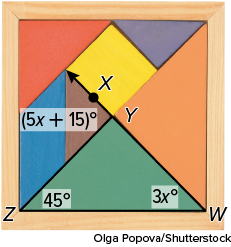 X
(5x + 15)°
Y
45°
3x°
Z
W
Olga Popova/Shutterstock